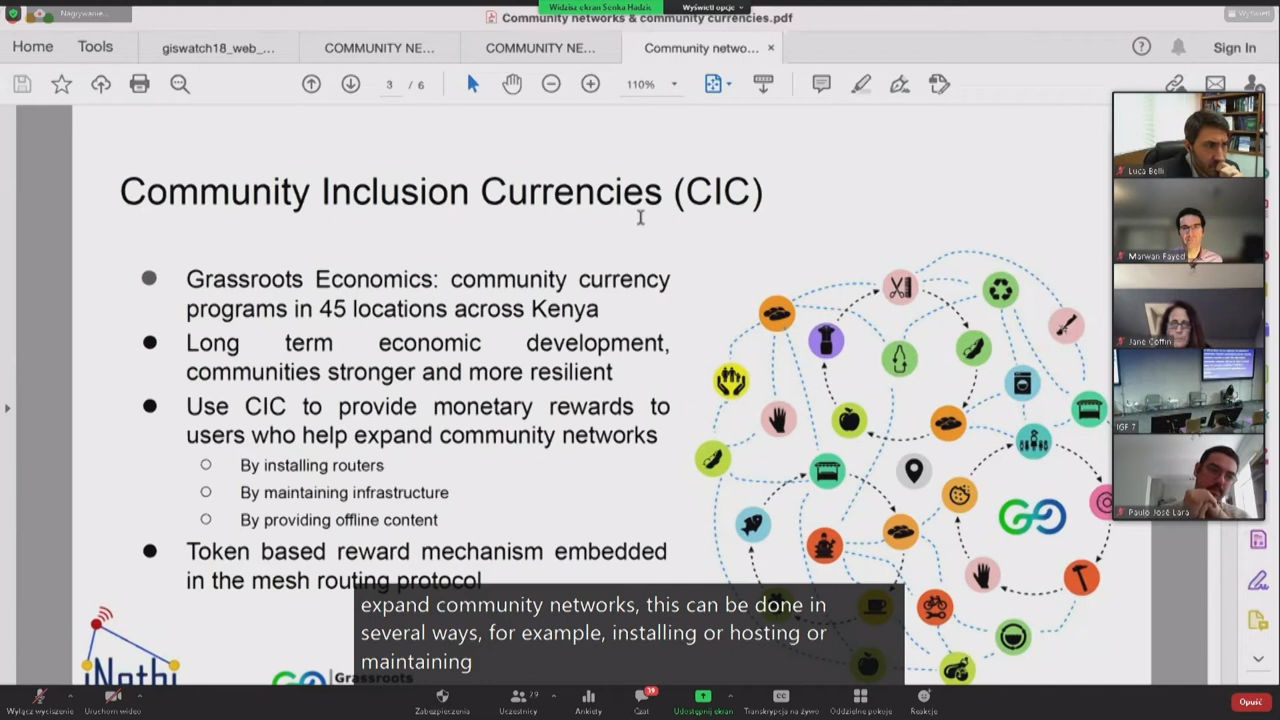 Nagrywanie...
Widzisz ekran Senka Hadzic
Wyświetl opcje
Wyświetl
Community networks & community currencies.pdf
Home
Tools
giswatch18_web_...
COMMUNITY NE...
COMMUNITY NE...
Community netwo...
Sign In
3 / 6
110%
Community Inclusion Currencies (CIC)
Grassroots Economics: community currency
programs in 45 locations across Kenya
Long term economic development,
communities stronger and more resilient
Use CIC to provide monetary rewards to
users who help expand community networks
By installing routers
By maintaining infrastructure
By providing offline content
Token based reward mechanism embedded
in the mesh routing protocol
Luca Belli
Marwan Fayed
Jane Coffin
IGF 7
Paulo José Lara
expand community networks, this can be done in
several ways, for example, installing or hosting or
maintaining
iNethi
Grassroots
Wyłącz wyciszenie
Uruchom wideo
Zabezpieczenia
79
Uczestnicy
Ankiety
Czat
Udostępnij ekran
CC
Transkrypcja na żywo
Oddzielne pokoje
Reakcje
Opuść